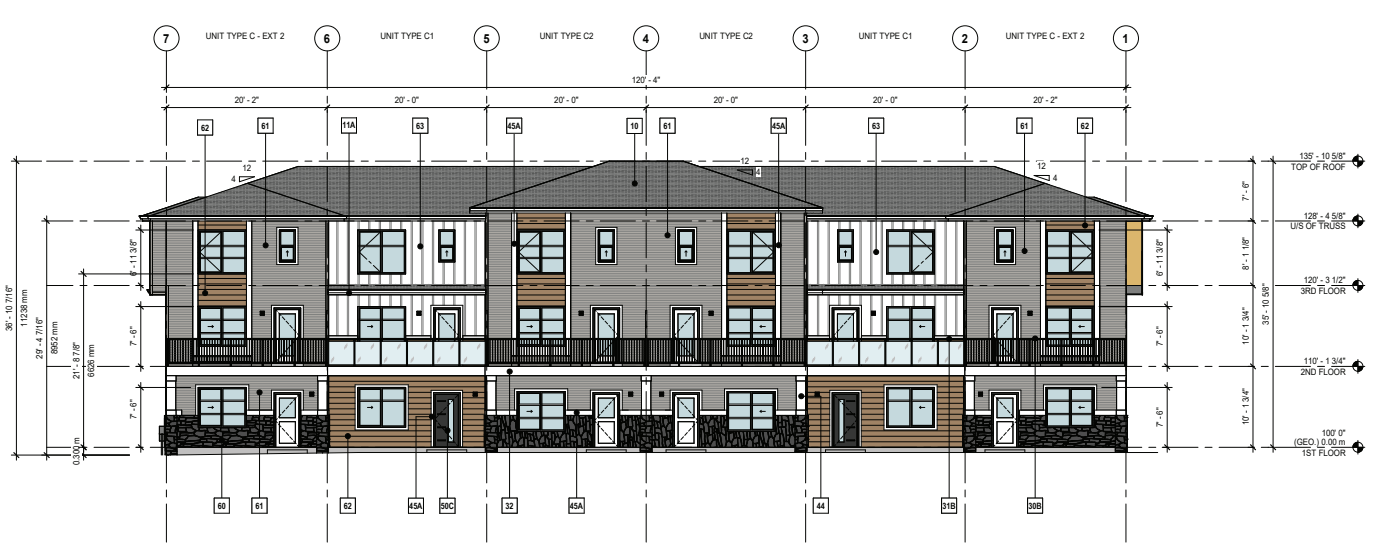 7
UNIT TYPE C - EXT 2
6
UNIT TYPE C1
5
UNIT TYPE C2
4
UNIT TYPE C2
3
UNIT TYPE C1
2
UNIT TYPE C - EXT 2
1
120' - 4"
20' - 2"
20' - 0"
20' - 0"
20' - 0"
20' - 0"
20' - 2"
62
61
11A
63
45A
10
61
45A
63
61
62
12
4
12
4
12
4
135' - 10 5/8"
TOP OF ROOF
128' - 4 5/8"
U/S OF TRUSS
120' - 3 1/2"
3RD FLOOR
110' - 1 3/4"
2ND FLOOR
100' 0"
(GEO.) 0.00 m
1ST FLOOR
36' - 10 7/16"
11238 mm
29' - 4 7/16"
8952 mm
21' - 8 7/8"
6626 mm
0.300 m
6' - 11 3/8"
7' - 6"
7' - 6"
6' - 11 3/8"
7' - 6"
7' - 6"
7' - 6"
8' - 1 1/8"
10' - 1 3/4"
10' - 1 3/4"
35' - 10 5/8"
60
61
62
45A
50C
32
45A
44
31B
30B